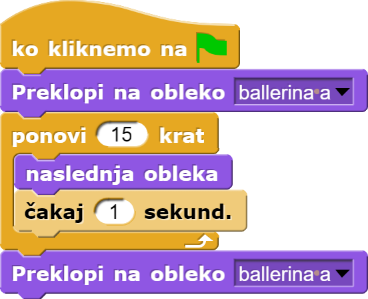 ko kliknemo na
Preklopi na obleko ballerina a
ponovi 15 krat
naslednja obleka
čakaj 1 sekund.
Preklopi na obleko ballerina a